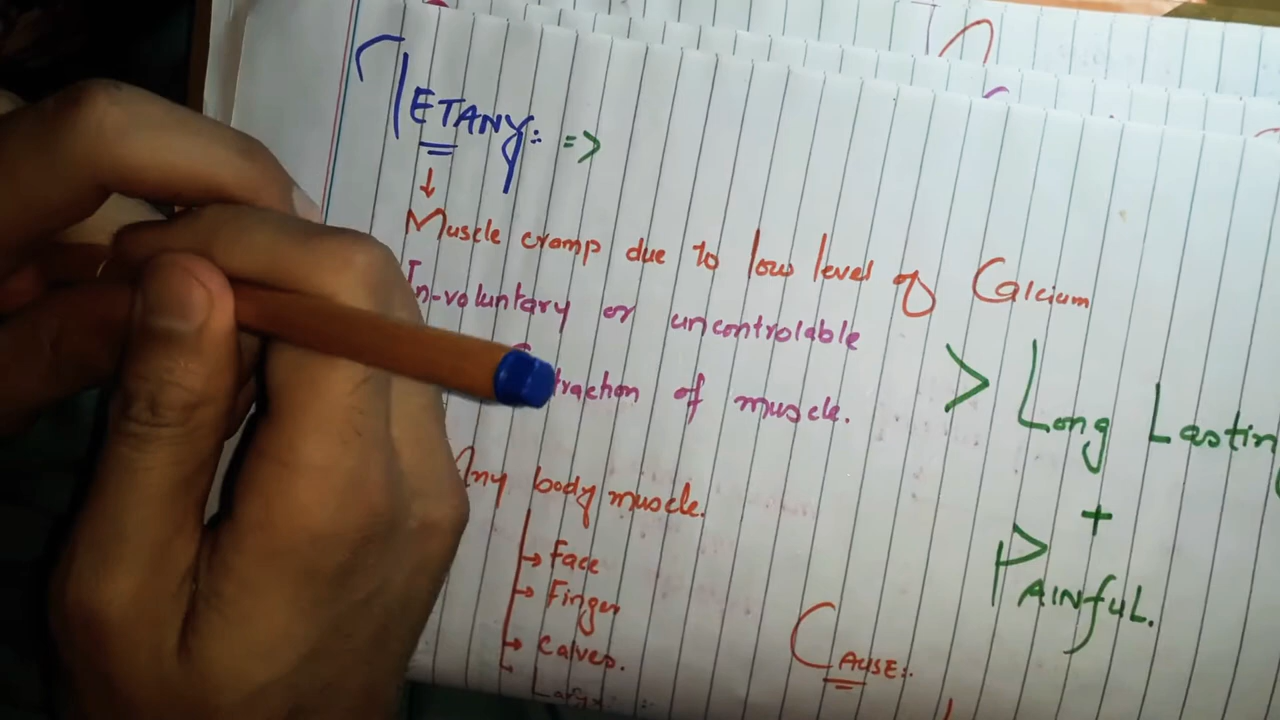 TETANY:- =>
↓
Muscle cramp due to low level of Calcium
In-voluntary or uncontrolable
traction of muscle.
> Long Lastin
+
PAINfuL.
Any body muscle.
→ Face
→ Finger
→ Calves.
CAUSE:-